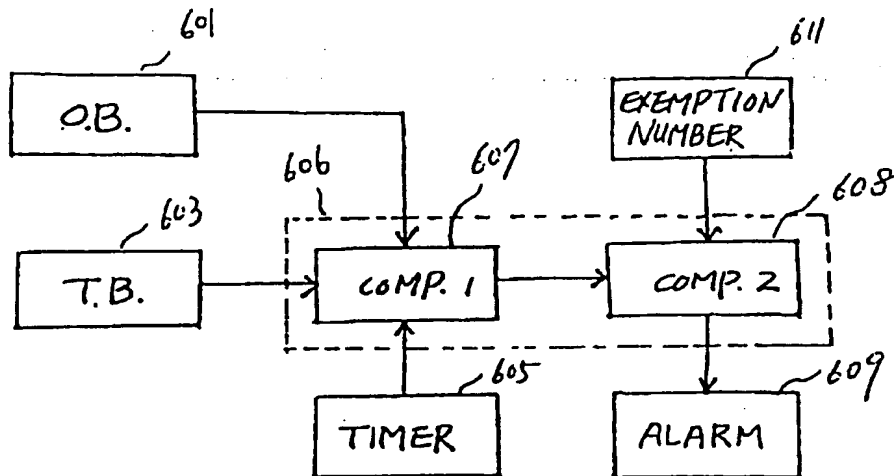 601
611
O.B.
EXEMPTION
NUMBER
606
607
608
603
T.B.
COMP. 1
COMP. 2
605
609
TIMER
ALARM